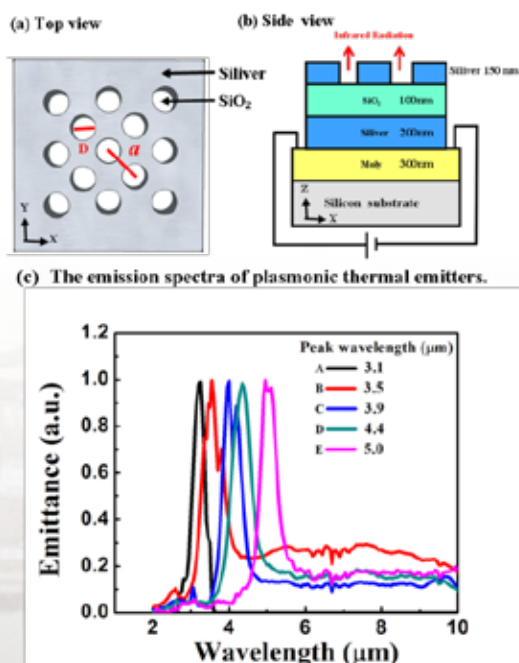 (a) Top view
Siliver
SiO₂
D
a
Y
X
(b) Side view
Infrared Radiation
Siliver 150 nm
SiO₂ 100nm
Siliver 200nm
Moly 300nm
Z
Silicon substrate
X
(c) The emission spectra of plasmonic thermal emitters.
Emittance (a.u.)
1.2
1.0
0.8
0.6
0.4
0.2
0.0
Peak wavelength (μm)
A 3.1
B 3.5
C 3.9
D 4.4
E 5.0
2 4 6 8 10
Wavelength (μm)